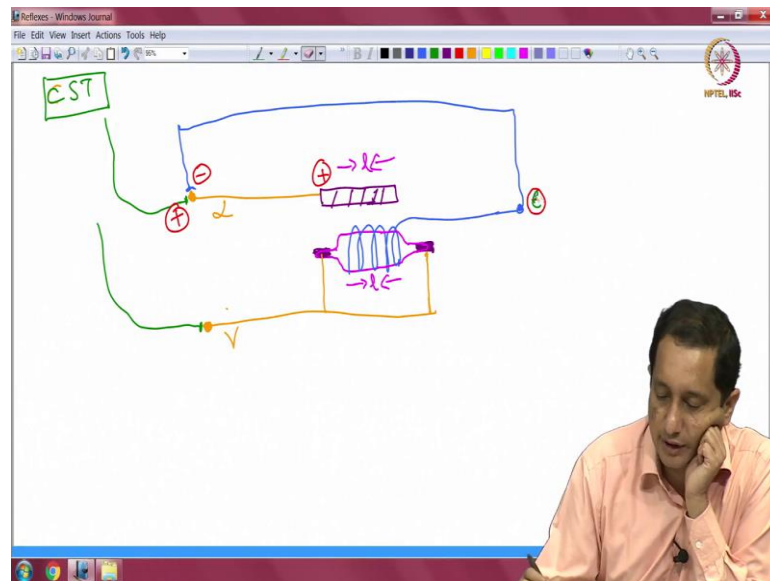 Reflexes - Windows Journal
File Edit View Insert Actions Tools Help
B I
NPTEL, IISc
CST
→l←
α
→l←
γ